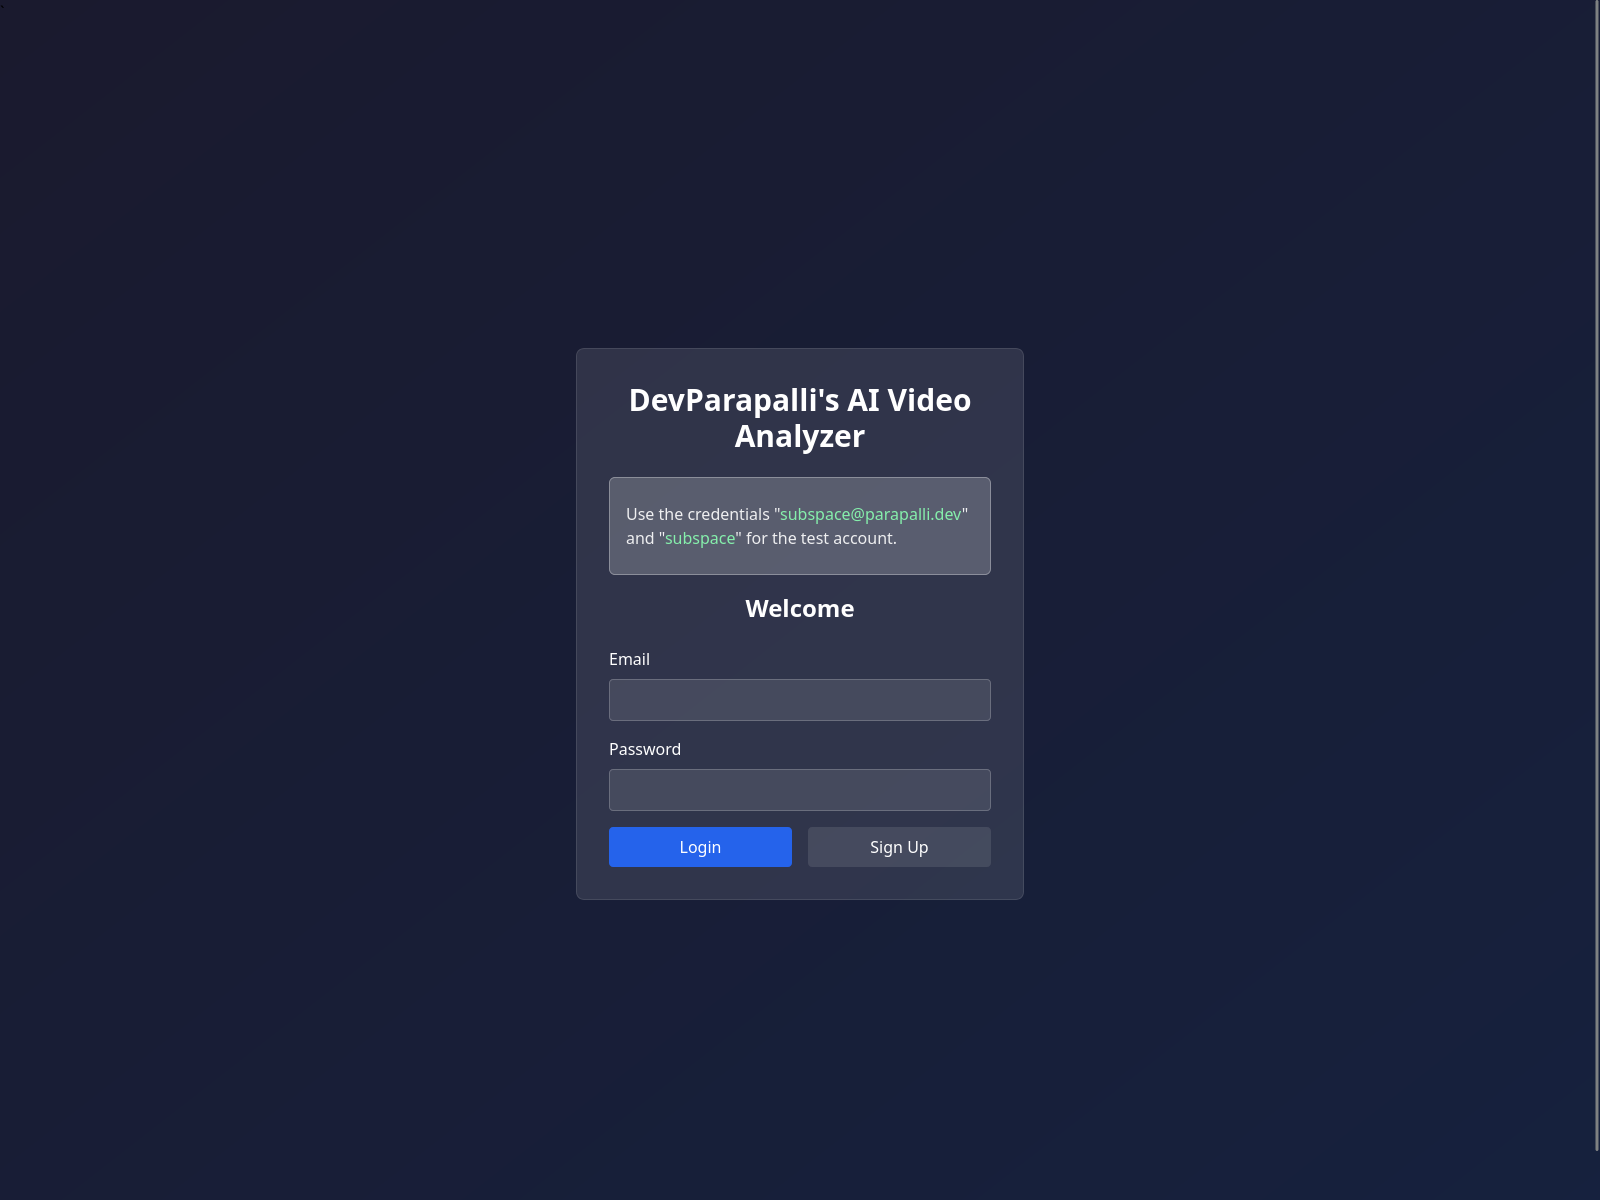 `
DevParapalli's AI Video
Analyzer
Use the credentials "subspace@parapalli.dev"
and "subspace" for the test account.
Welcome
Email
Password
Login
Sign Up